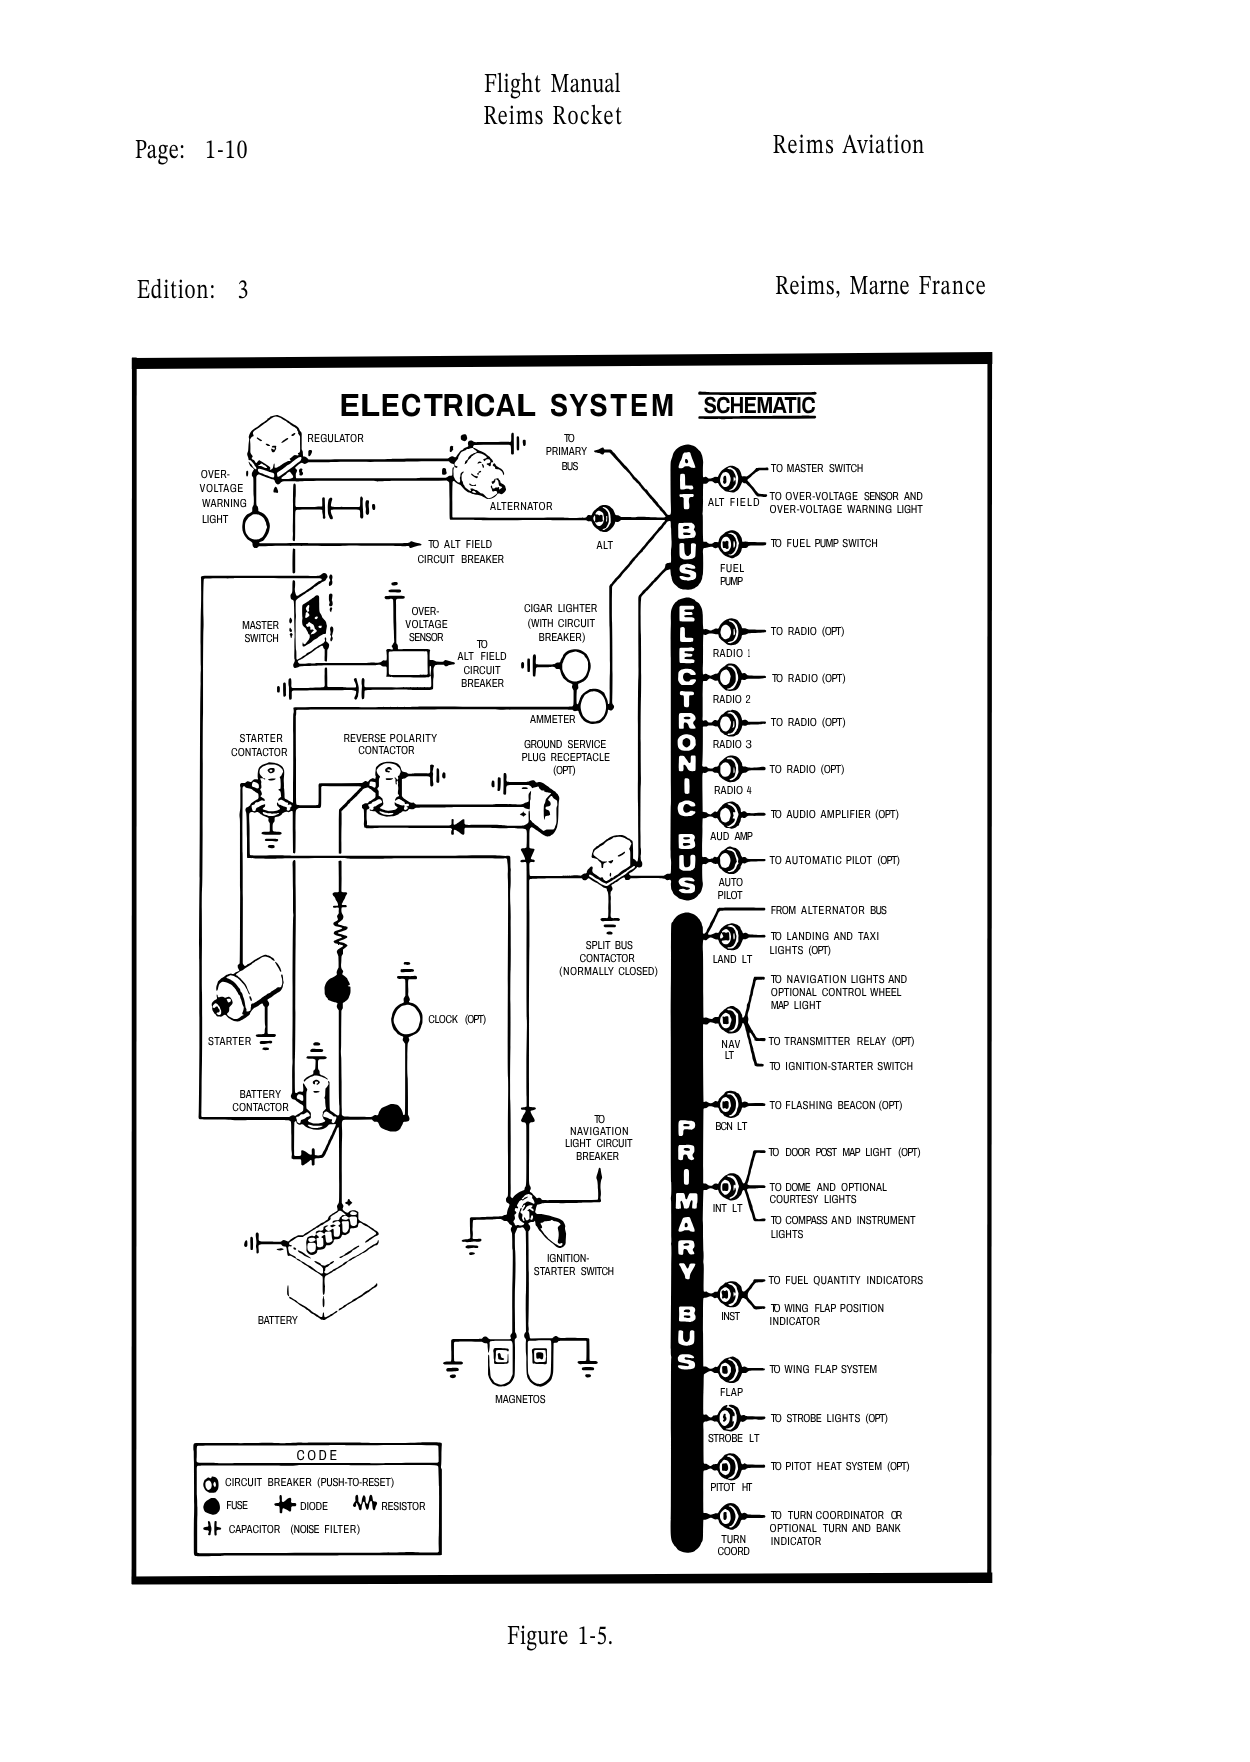 Flight Manual
Reims Rocket
Page: 1-10
Reims Aviation
Edition: 3
Reims, Marne France
ELECTRICAL SYSTEM SCHEMATIC
REGULATOR
OVER-
VOLTAGE
WARNING
LIGHT
ALTERNATOR
TO
PRIMARY
BUS
ALT
TO ALT FIELD
CIRCUIT BREAKER
MASTER
SWITCH
OVER-
VOLTAGE
SENSOR
TO
ALT FIELD
CIRCUIT
BREAKER
CIGAR LIGHTER
(WITH CIRCUIT
BREAKER)
AMMETER
STARTER
CONTACTOR
REVERSE POLARITY
CONTACTOR
GROUND SERVICE
PLUG RECEPTACLE
(OPT)
SPLIT BUS
CONTACTOR
(NORMALLY CLOSED)
STARTER
CLOCK (OPT)
BATTERY
CONTACTOR
TO
NAVIGATION
LIGHT CIRCUIT
BREAKER
IGNITION-
STARTER SWITCH
BATTERY
L
R
MAGNETOS
ALT BUS
ALT FIELD
TO MASTER SWITCH
TO OVER-VOLTAGE SENSOR AND
OVER-VOLTAGE WARNING LIGHT
FUEL
PUMP
TO FUEL PUMP SWITCH
ELECTRONIC BUS
RADIO 1
TO RADIO (OPT)
RADIO 2
TO RADIO (OPT)
RADIO 3
TO RADIO (OPT)
RADIO 4
TO RADIO (OPT)
AUD AMP
TO AUDIO AMPLIFIER (OPT)
AUTO
PILOT
TO AUTOMATIC PILOT (OPT)
PRIMARY BUS
FROM ALTERNATOR BUS
LAND LT
TO LANDING AND TAXI
LIGHTS (OPT)
NAV
LT
TO NAVIGATION LIGHTS AND
OPTIONAL CONTROL WHEEL
MAP LIGHT
TO TRANSMITTER RELAY (OPT)
TO IGNITION-STARTER SWITCH
BCN LT
TO FLASHING BEACON (OPT)
INT LT
TO DOOR POST MAP LIGHT (OPT)
TO DOME AND OPTIONAL
COURTESY LIGHTS
TO COMPASS AND INSTRUMENT
LIGHTS
INST
TO FUEL QUANTITY INDICATORS
TO WING FLAP POSITION
INDICATOR
FLAP
TO WING FLAP SYSTEM
STROBE LT
TO STROBE LIGHTS (OPT)
PITOT HT
TO PITOT HEAT SYSTEM (OPT)
TURN
COORD
TO TURN COORDINATOR OR
OPTIONAL TURN AND BANK
INDICATOR
CODE
CIRCUIT BREAKER (PUSH-TO-RESET)
FUSE DIODE RESISTOR
CAPACITOR (NOISE FILTER)
Figure 1-5.